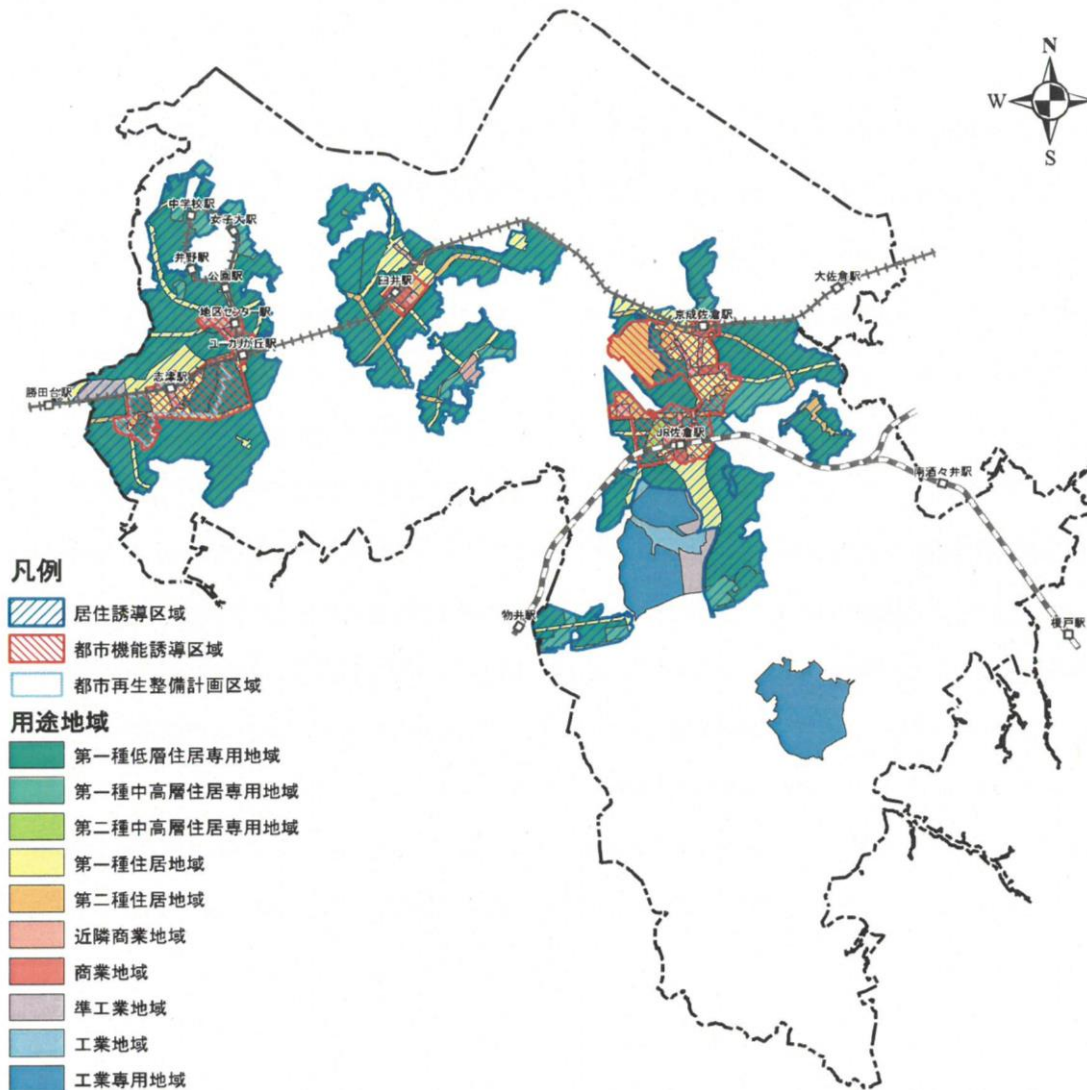 N
W
S
中学校駅
女子大駅
井野駅
公園駅
地区センター駅
ユーカリが丘駅
志津駅
勝田台駅
臼井駅
京成佐倉駅
大佐倉駅
JR佐倉駅
南酒々井駅
榎戸駅
物井駅
凡例
居住誘導区域
都市機能誘導区域
都市再生整備計画区域
用途地域
第一種低層住居専用地域
第一種中高層住居専用地域
第二種中高層住居専用地域
第一種住居地域
第二種住居地域
近隣商業地域
商業地域
準工業地域
工業地域
工業専用地域